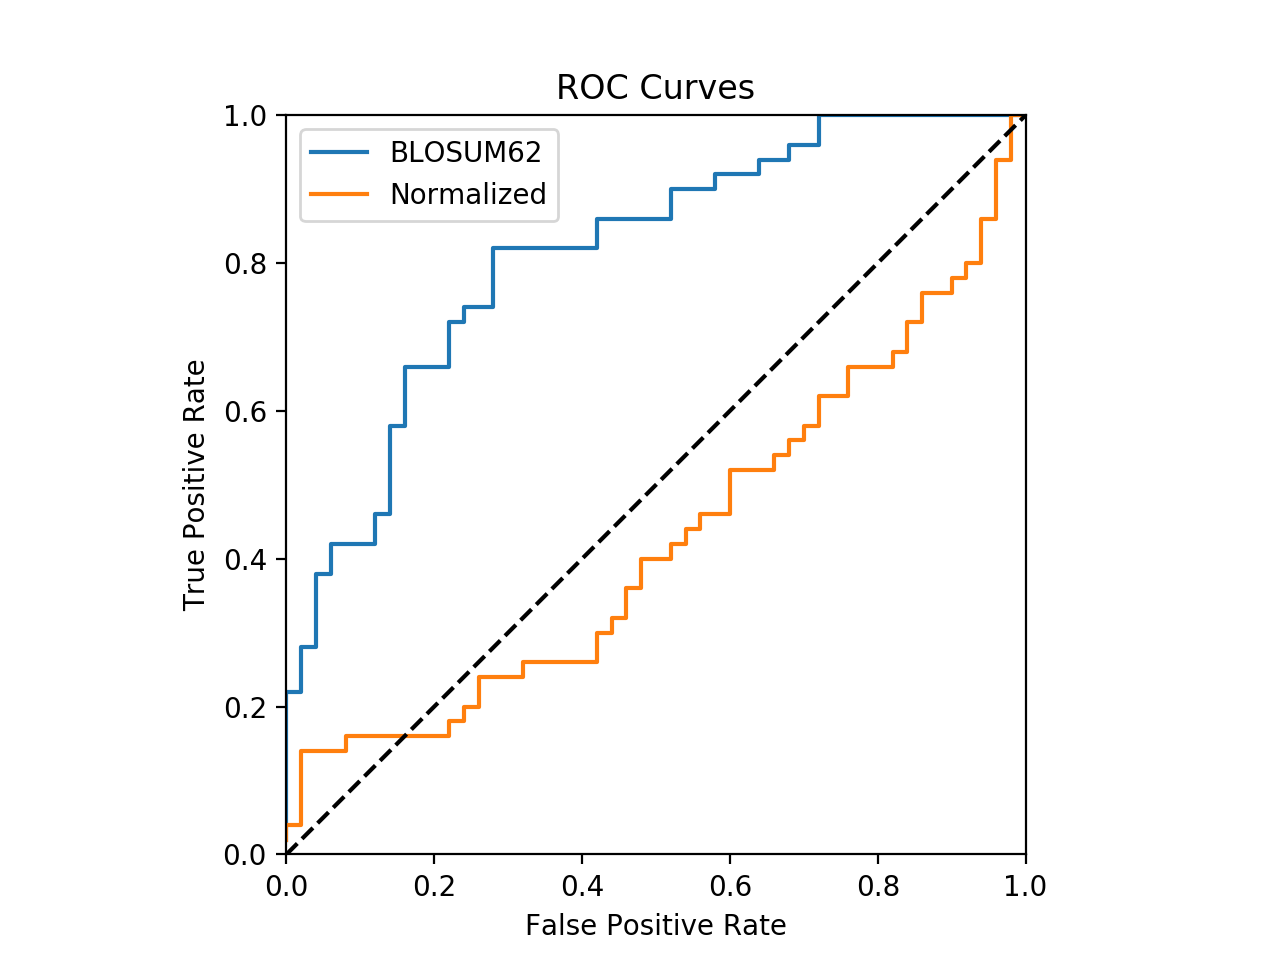 ROC Curves
BLOSUM62
Normalized
True Positive Rate
1.0
0.8
0.6
0.4
0.2
0.0
0.0 0.2 0.4 0.6 0.8 1.0
False Positive Rate